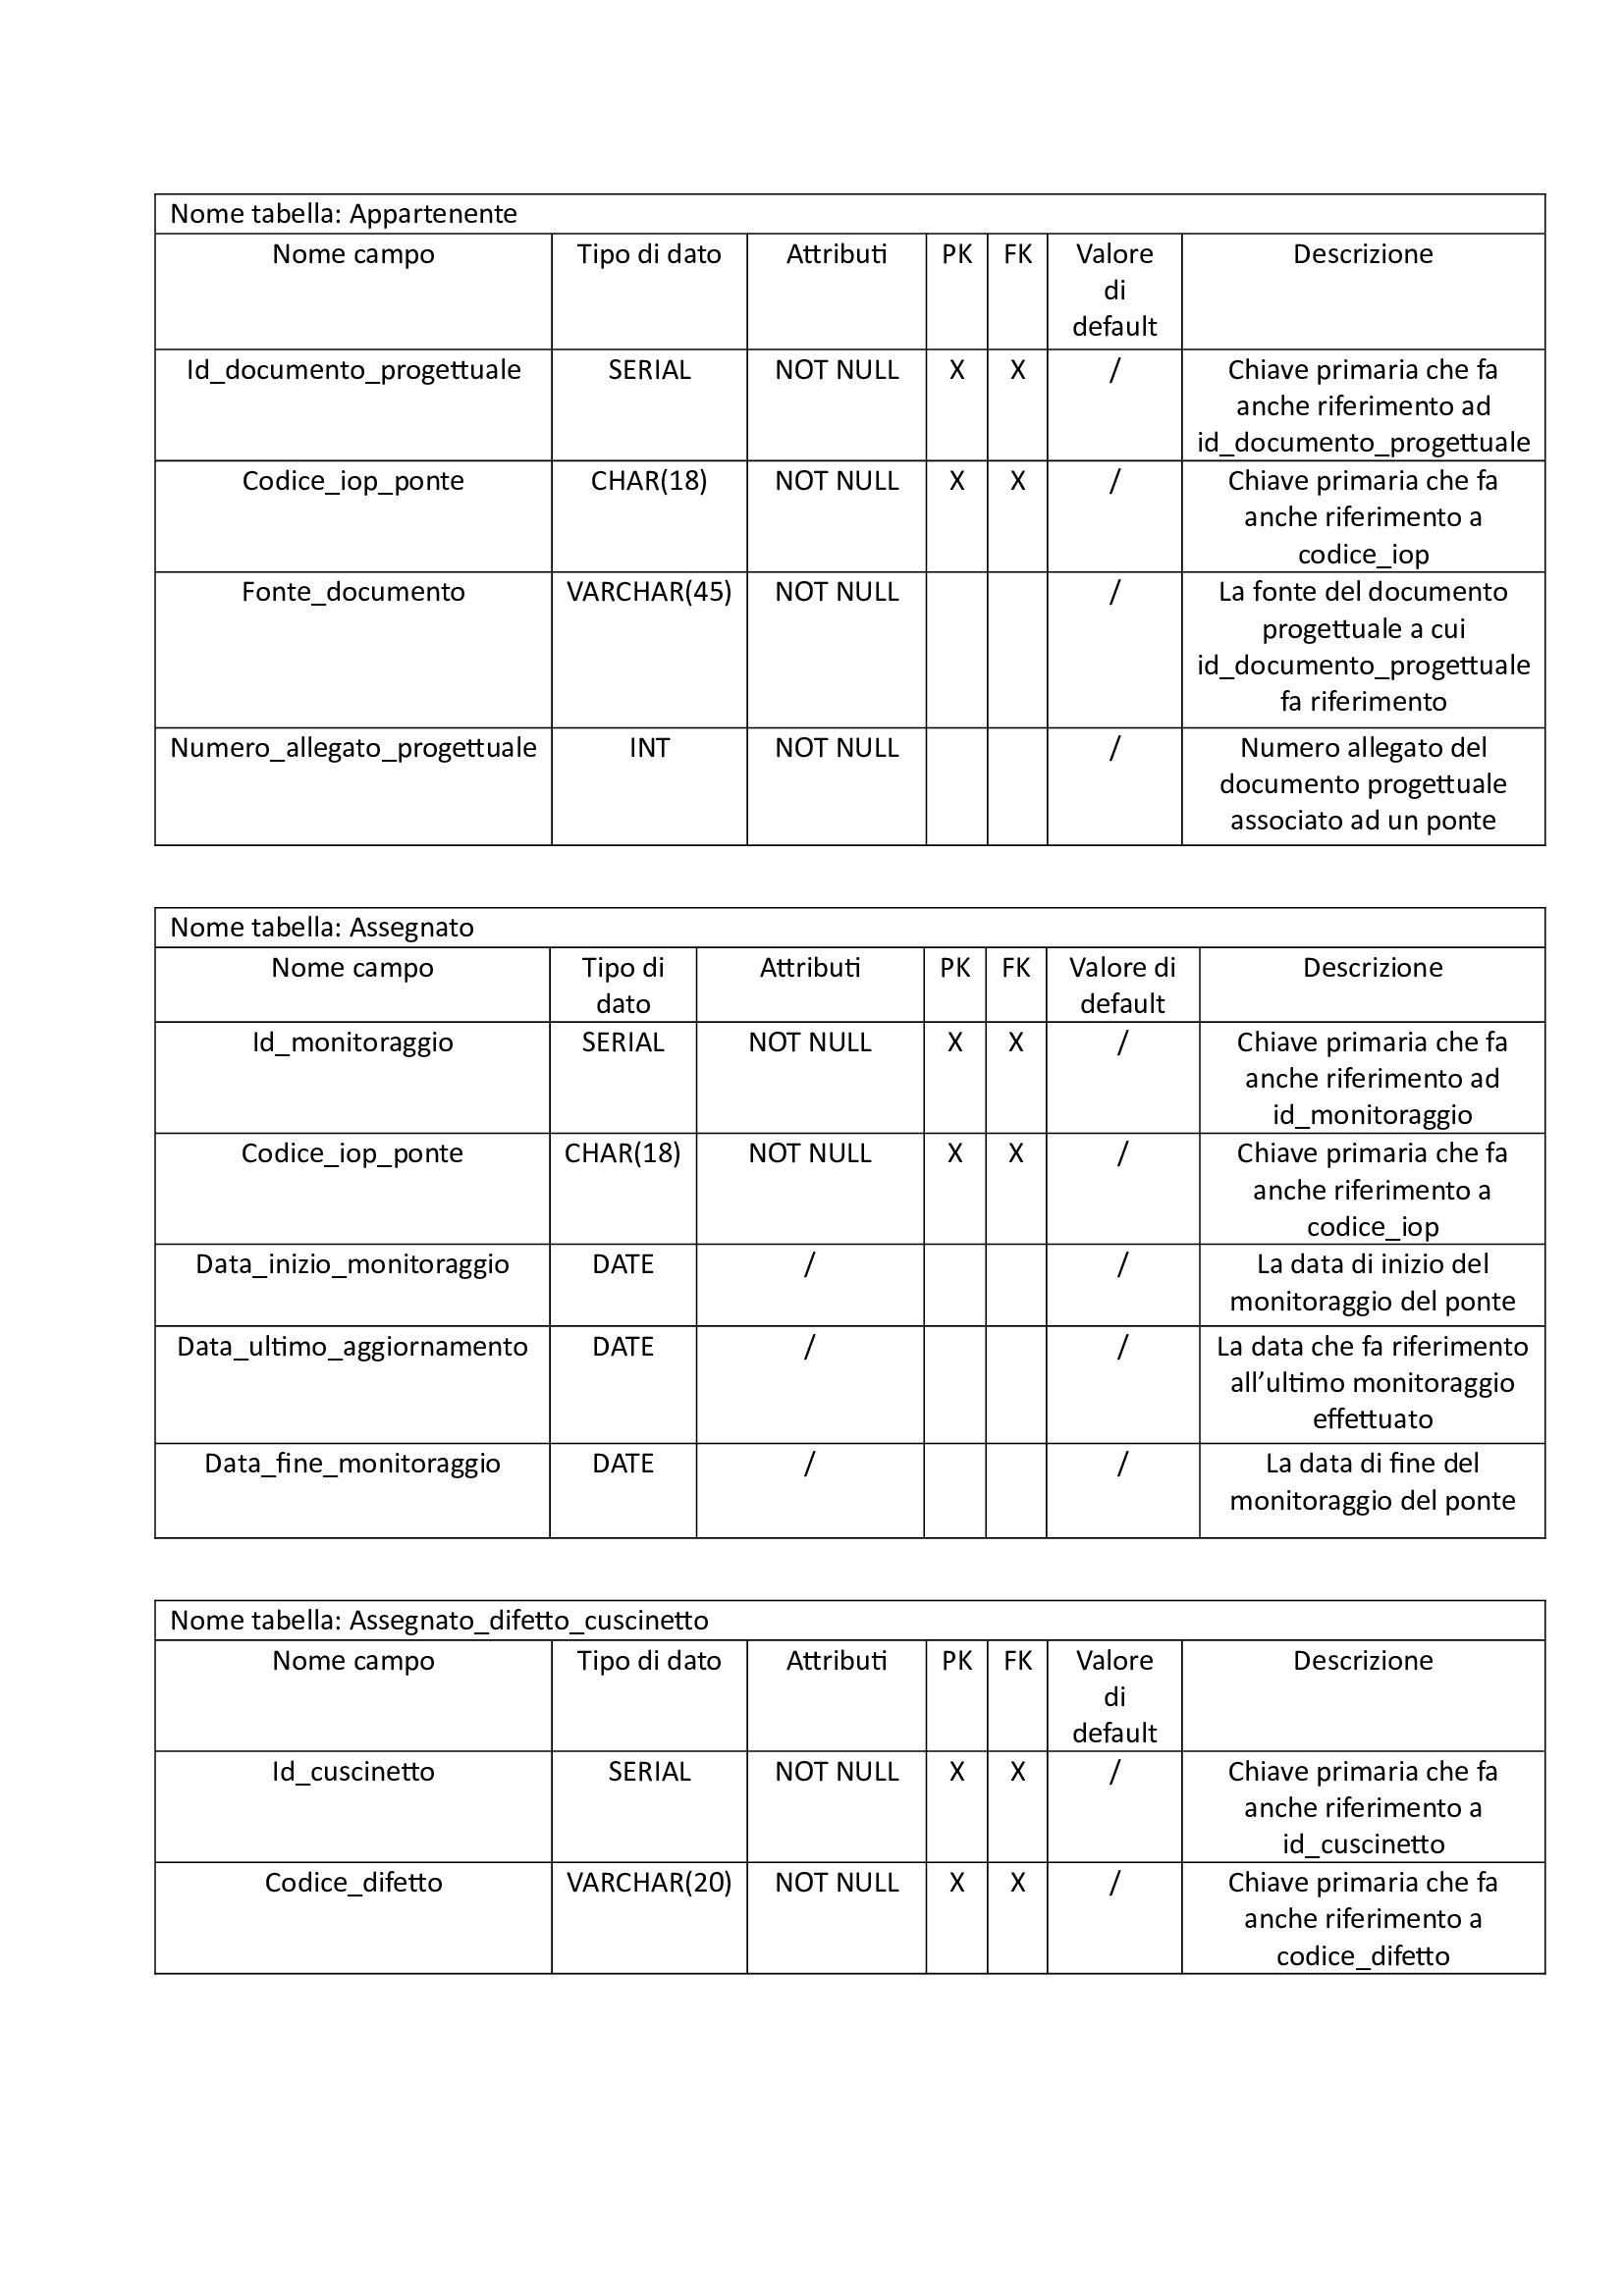 Nome tabella: Appartenente
Nome campo Tipo di dato Attributi PK FK Valore
di
default Descrizione
Id_documento_progettuale SERIAL NOT NULL X X / Chiave primaria che fa
anche riferimento ad
id_documento_progettuale
Codice_iop_ponte CHAR(18) NOT NULL X X / Chiave primaria che fa
anche riferimento a
codice_iop
Fonte_documento VARCHAR(45) NOT NULL / La fonte del documento
progettuale a cui
id_documento_progettuale
fa riferimento
Numero_allegato_progettuale INT NOT NULL / Numero allegato del
documento progettuale
associato ad un ponte
Nome tabella: Assegnato
Nome campo Tipo di
dato Attributi PK FK Valore di
default Descrizione
Id_monitoraggio SERIAL NOT NULL X X / Chiave primaria che fa
anche riferimento ad
id_monitoraggio
Codice_iop_ponte CHAR(18) NOT NULL X X / Chiave primaria che fa
anche riferimento a
codice_iop
Data_inizio_monitoraggio DATE / / La data di inizio del
monitoraggio del ponte
Data_ultimo_aggiornamento DATE / / La data che fa riferimento
all’ultimo monitoraggio
effettuato
Data_fine_monitoraggio DATE / / La data di fine del
monitoraggio del ponte
Nome tabella: Assegnato_difetto_cuscinetto
Nome campo Tipo di dato Attributi PK FK Valore
di
default Descrizione
Id_cuscinetto SERIAL NOT NULL X X / Chiave primaria che fa
anche riferimento a
id_cuscinetto
Codice_difetto VARCHAR(20) NOT NULL X X / Chiave primaria che fa
anche riferimento a
codice_difetto